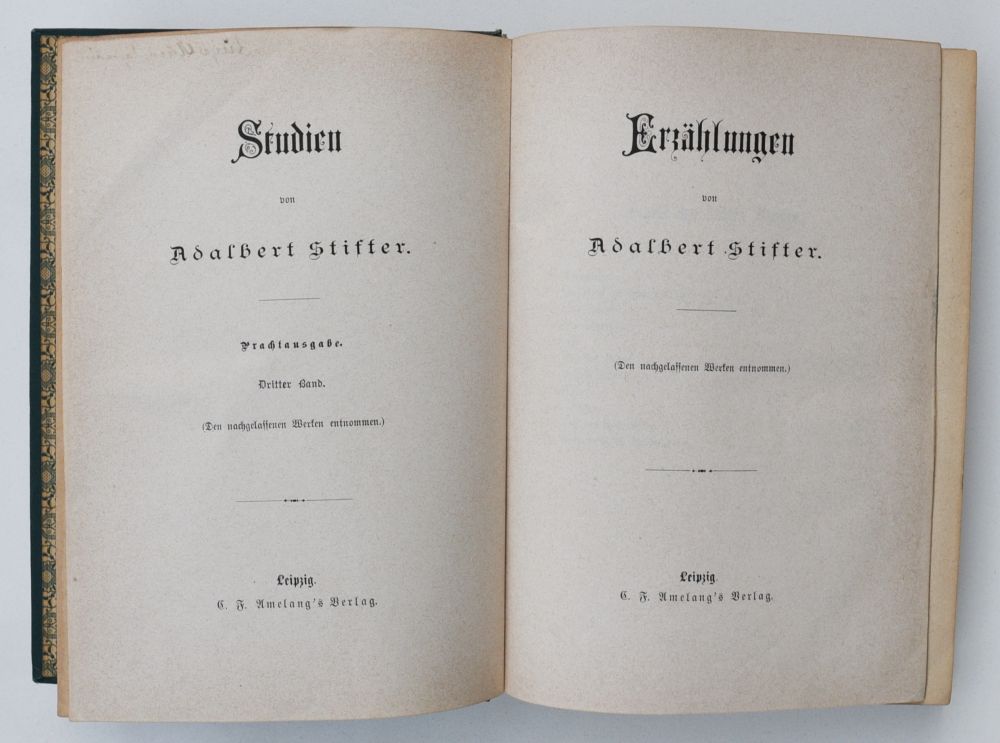 Studien
von
Adalbert Stifter.
Prachtausgabe.
Dritter Band.
(Den nachgelassenen Werken entnommen.)
Leipzig.
C. F. Amelang's Verlag.
Erzählungen
von
Adalbert Stifter.
(Den nachgelassenen Werken entnommen.)
Leipzig.
C. F. Amelang's Verlag.